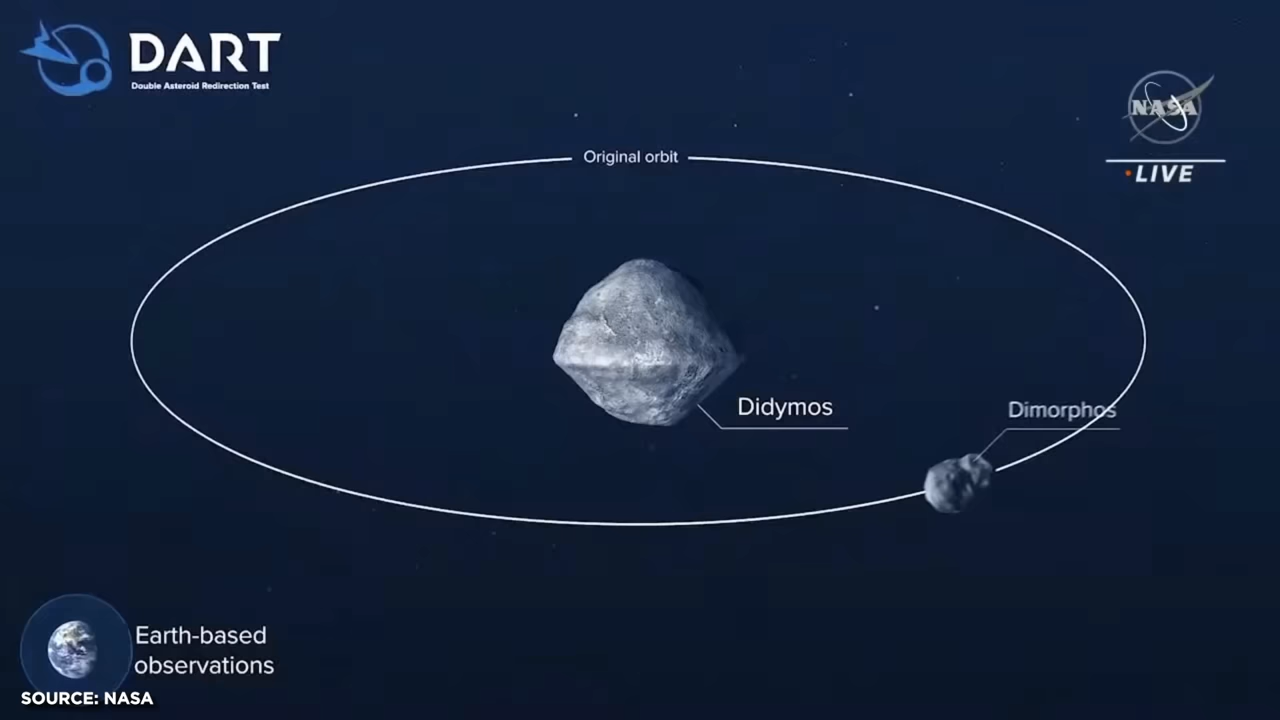 DART
Double Asteroid Redirection Test
NASA
LIVE
Original orbit
Didymos
Dimorphos
Earth-based
observations
SOURCE: NASA